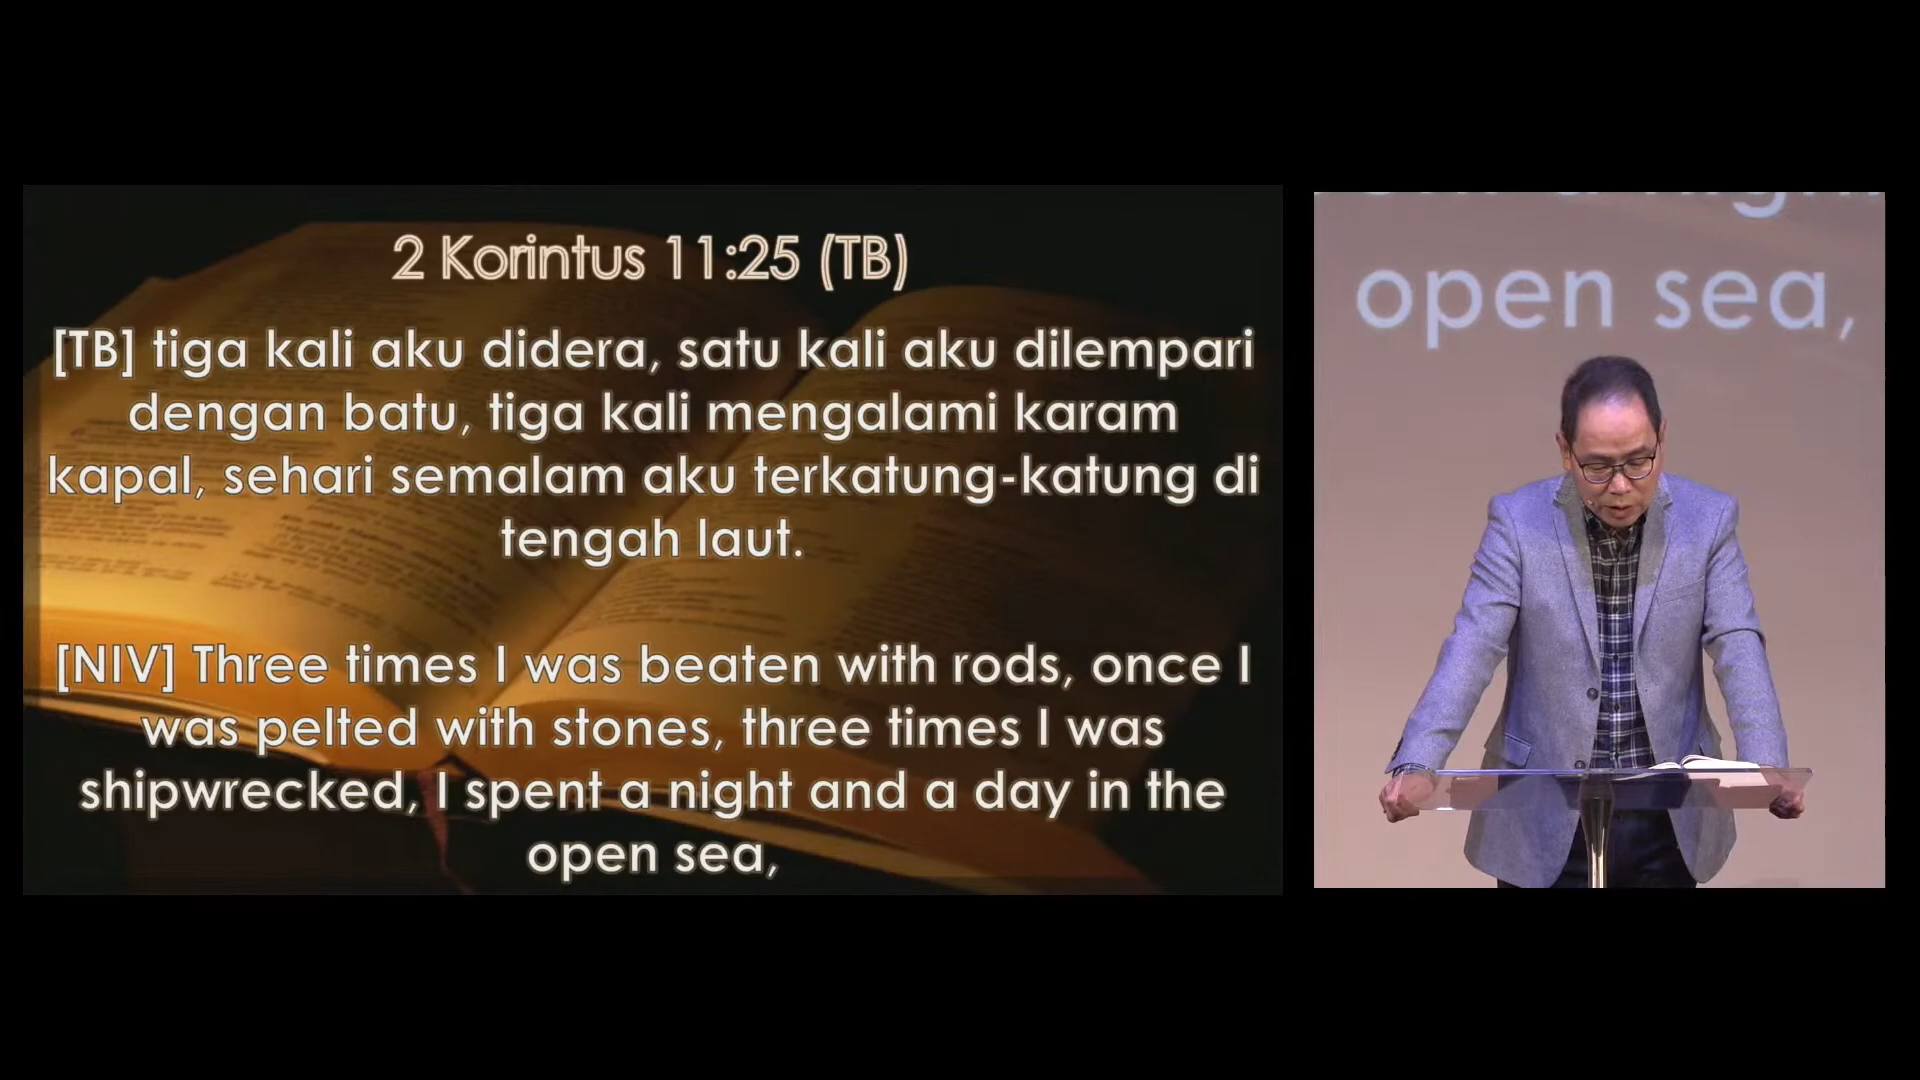 2 Korintus 11:25 (TB)
[TB] tiga kali aku didera, satu kali aku dilempari
dengan batu, tiga kali mengalami karam
kapal, sehari semalam aku terkatung-katung di
tengah laut.
[NIV] Three times I was beaten with rods, once I
was pelted with stones, three times I was
shipwrecked, I spent a night and a day in the
open sea,
open sea,